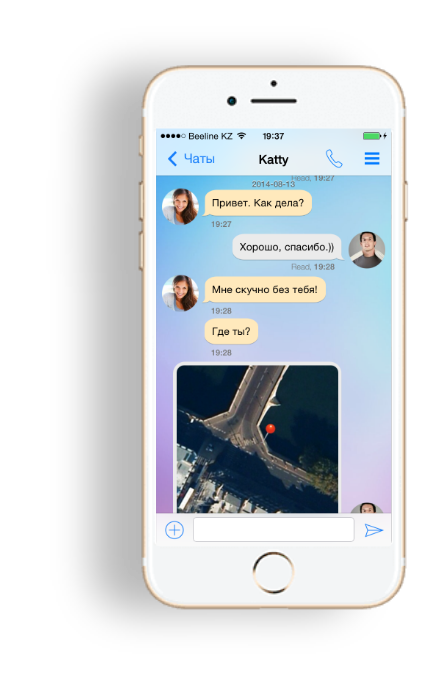 Beeline KZ 19:37
Чаты Katty
Read, 19:27
2014-08-13
Привет. Как дела?
19:27
Хорошо, спасибо.))
Read, 19:28
Мне скучно без тебя!
19:28
Где ты?
19:28